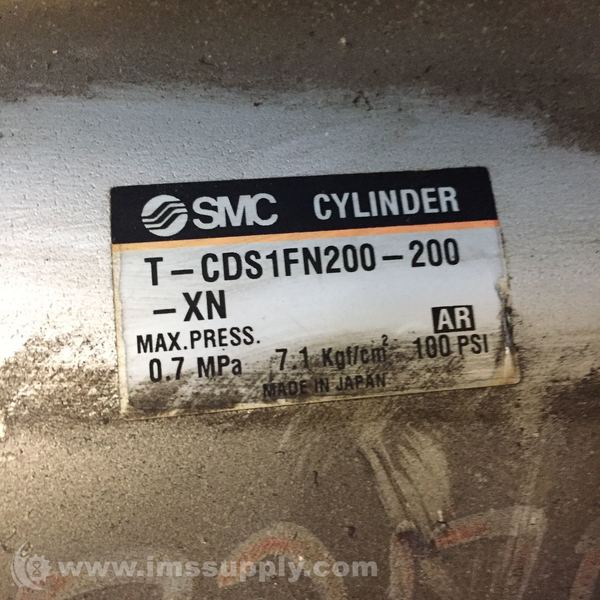 SMC CYLINDER
T-CDS1FN200-200
-XN
AR
MAX.PRESS.
0.7 MPa 7.1 Kgf/cm² 100 PSI
MADE IN JAPAN
www.imssupply.com